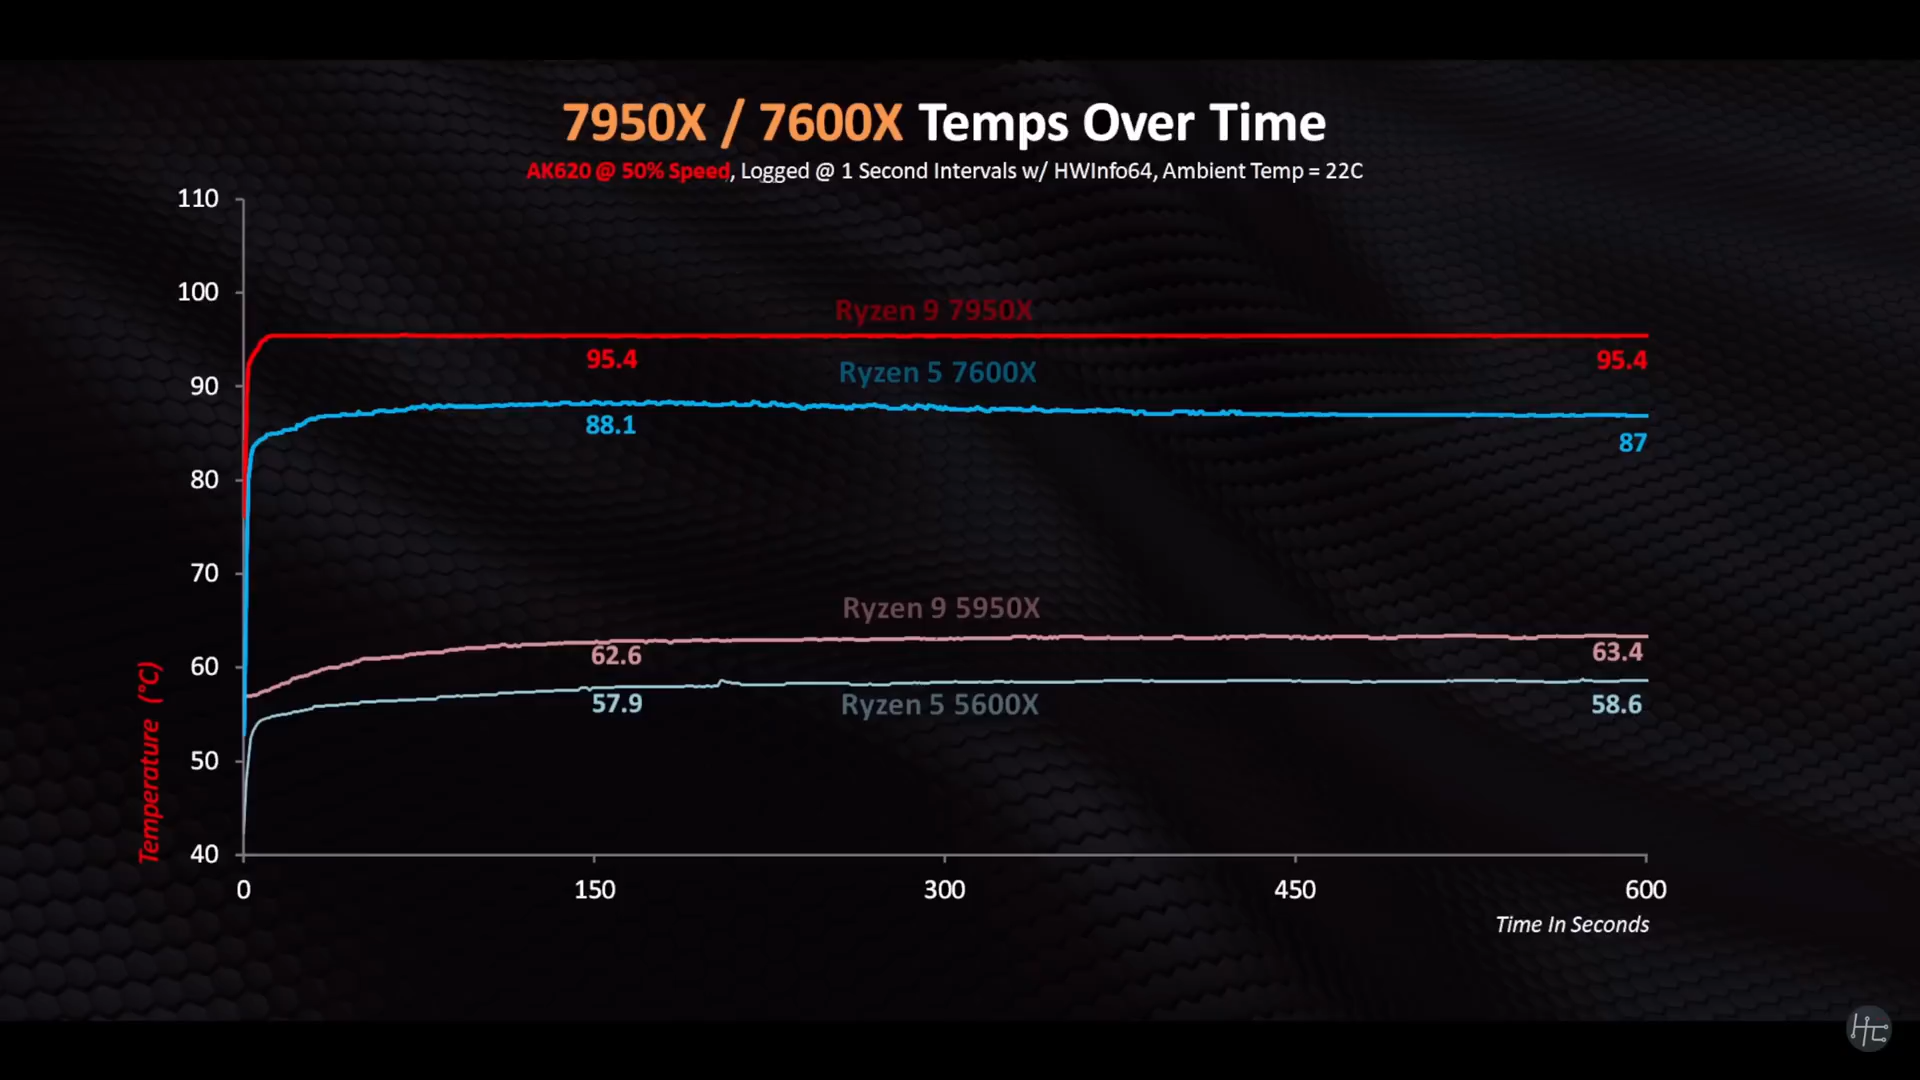 7950X / 7600X Temps Over Time
AK620 @ 50% Speed, Logged @ 1 Second Intervals w/ HWInfo64, Ambient Temp = 22C
110
100
Ryzen 9 7950X
95.4
95.4
90
Ryzen 5 7600X
88.1
87
80
70
Ryzen 9 5950X
62.6
63.4
60
57.9
Ryzen 5 5600X
58.6
50
40
Temperature (°C)
0
150
300
450
600
Time In Seconds
HC